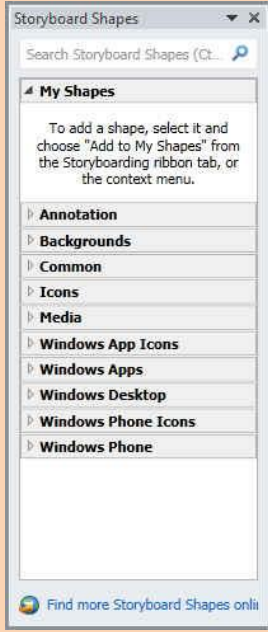 Storyboard Shapes
Search Storyboard Shapes (Ct...
My Shapes
To add a shape, select it and
choose "Add to My Shapes" from
the Storyboarding ribbon tab, or
the context menu.
Annotation
Backgrounds
Common
Icons
Media
Windows App Icons
Windows Apps
Windows Desktop
Windows Phone Icons
Windows Phone
Find more Storyboard Shapes onli